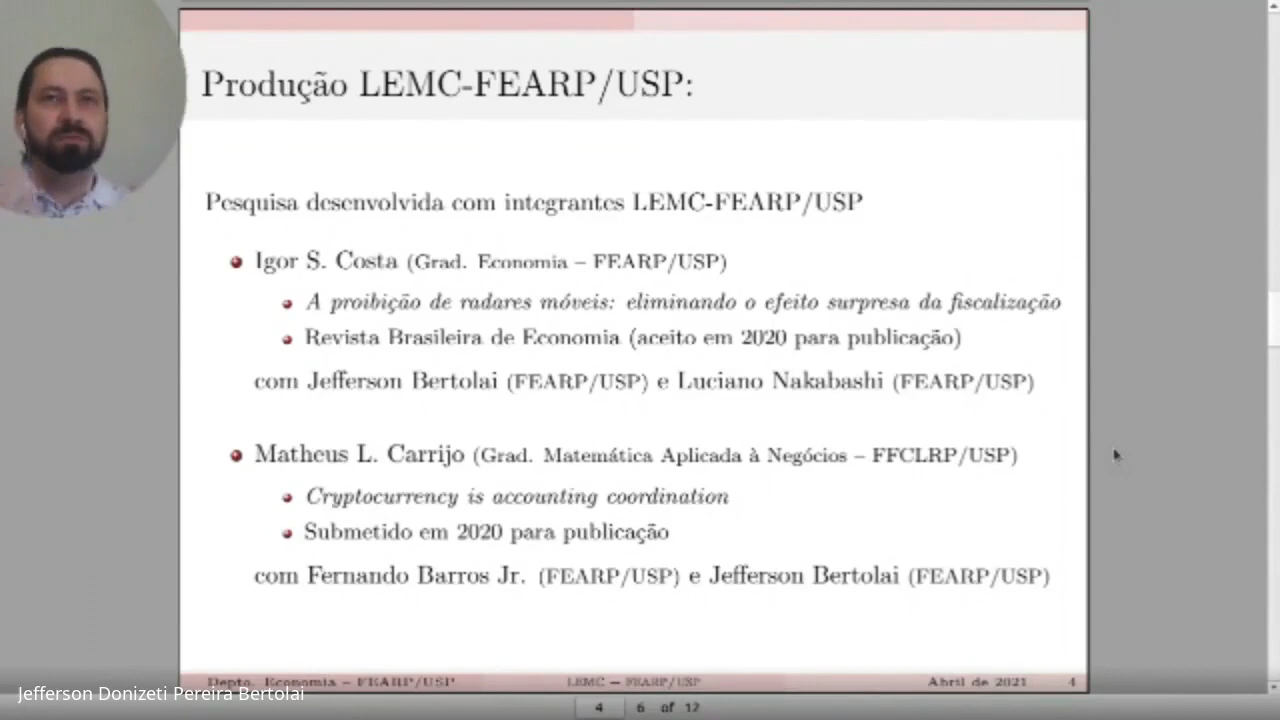 Produção LEMC-FEARP/USP:
Pesquisa desenvolvida com integrantes LEMC-FEARP/USP
Igor S. Costa (Grad. Economia – FEARP/USP)
A proibição de radares móveis: eliminando o efeito surpresa da fiscalização
Revista Brasileira de Economia (aceito em 2020 para publicação)
com Jefferson Bertolai (FEARP/USP) e Luciano Nakabashi (FEARP/USP)
Matheus L. Carrijo (Grad. Matemática Aplicada à Negócios – FFCLRP/USP)
Cryptocurrency is accounting coordination
Submetido em 2020 para publicação
com Fernando Barros Jr. (FEARP/USP) e Jefferson Bertolai (FEARP/USP)
Depto. Economia – FEARP/USP LEMC – FEARP/USP Abril de 2021 4
Jefferson Donizeti Pereira Bertolai
4 6 of 12